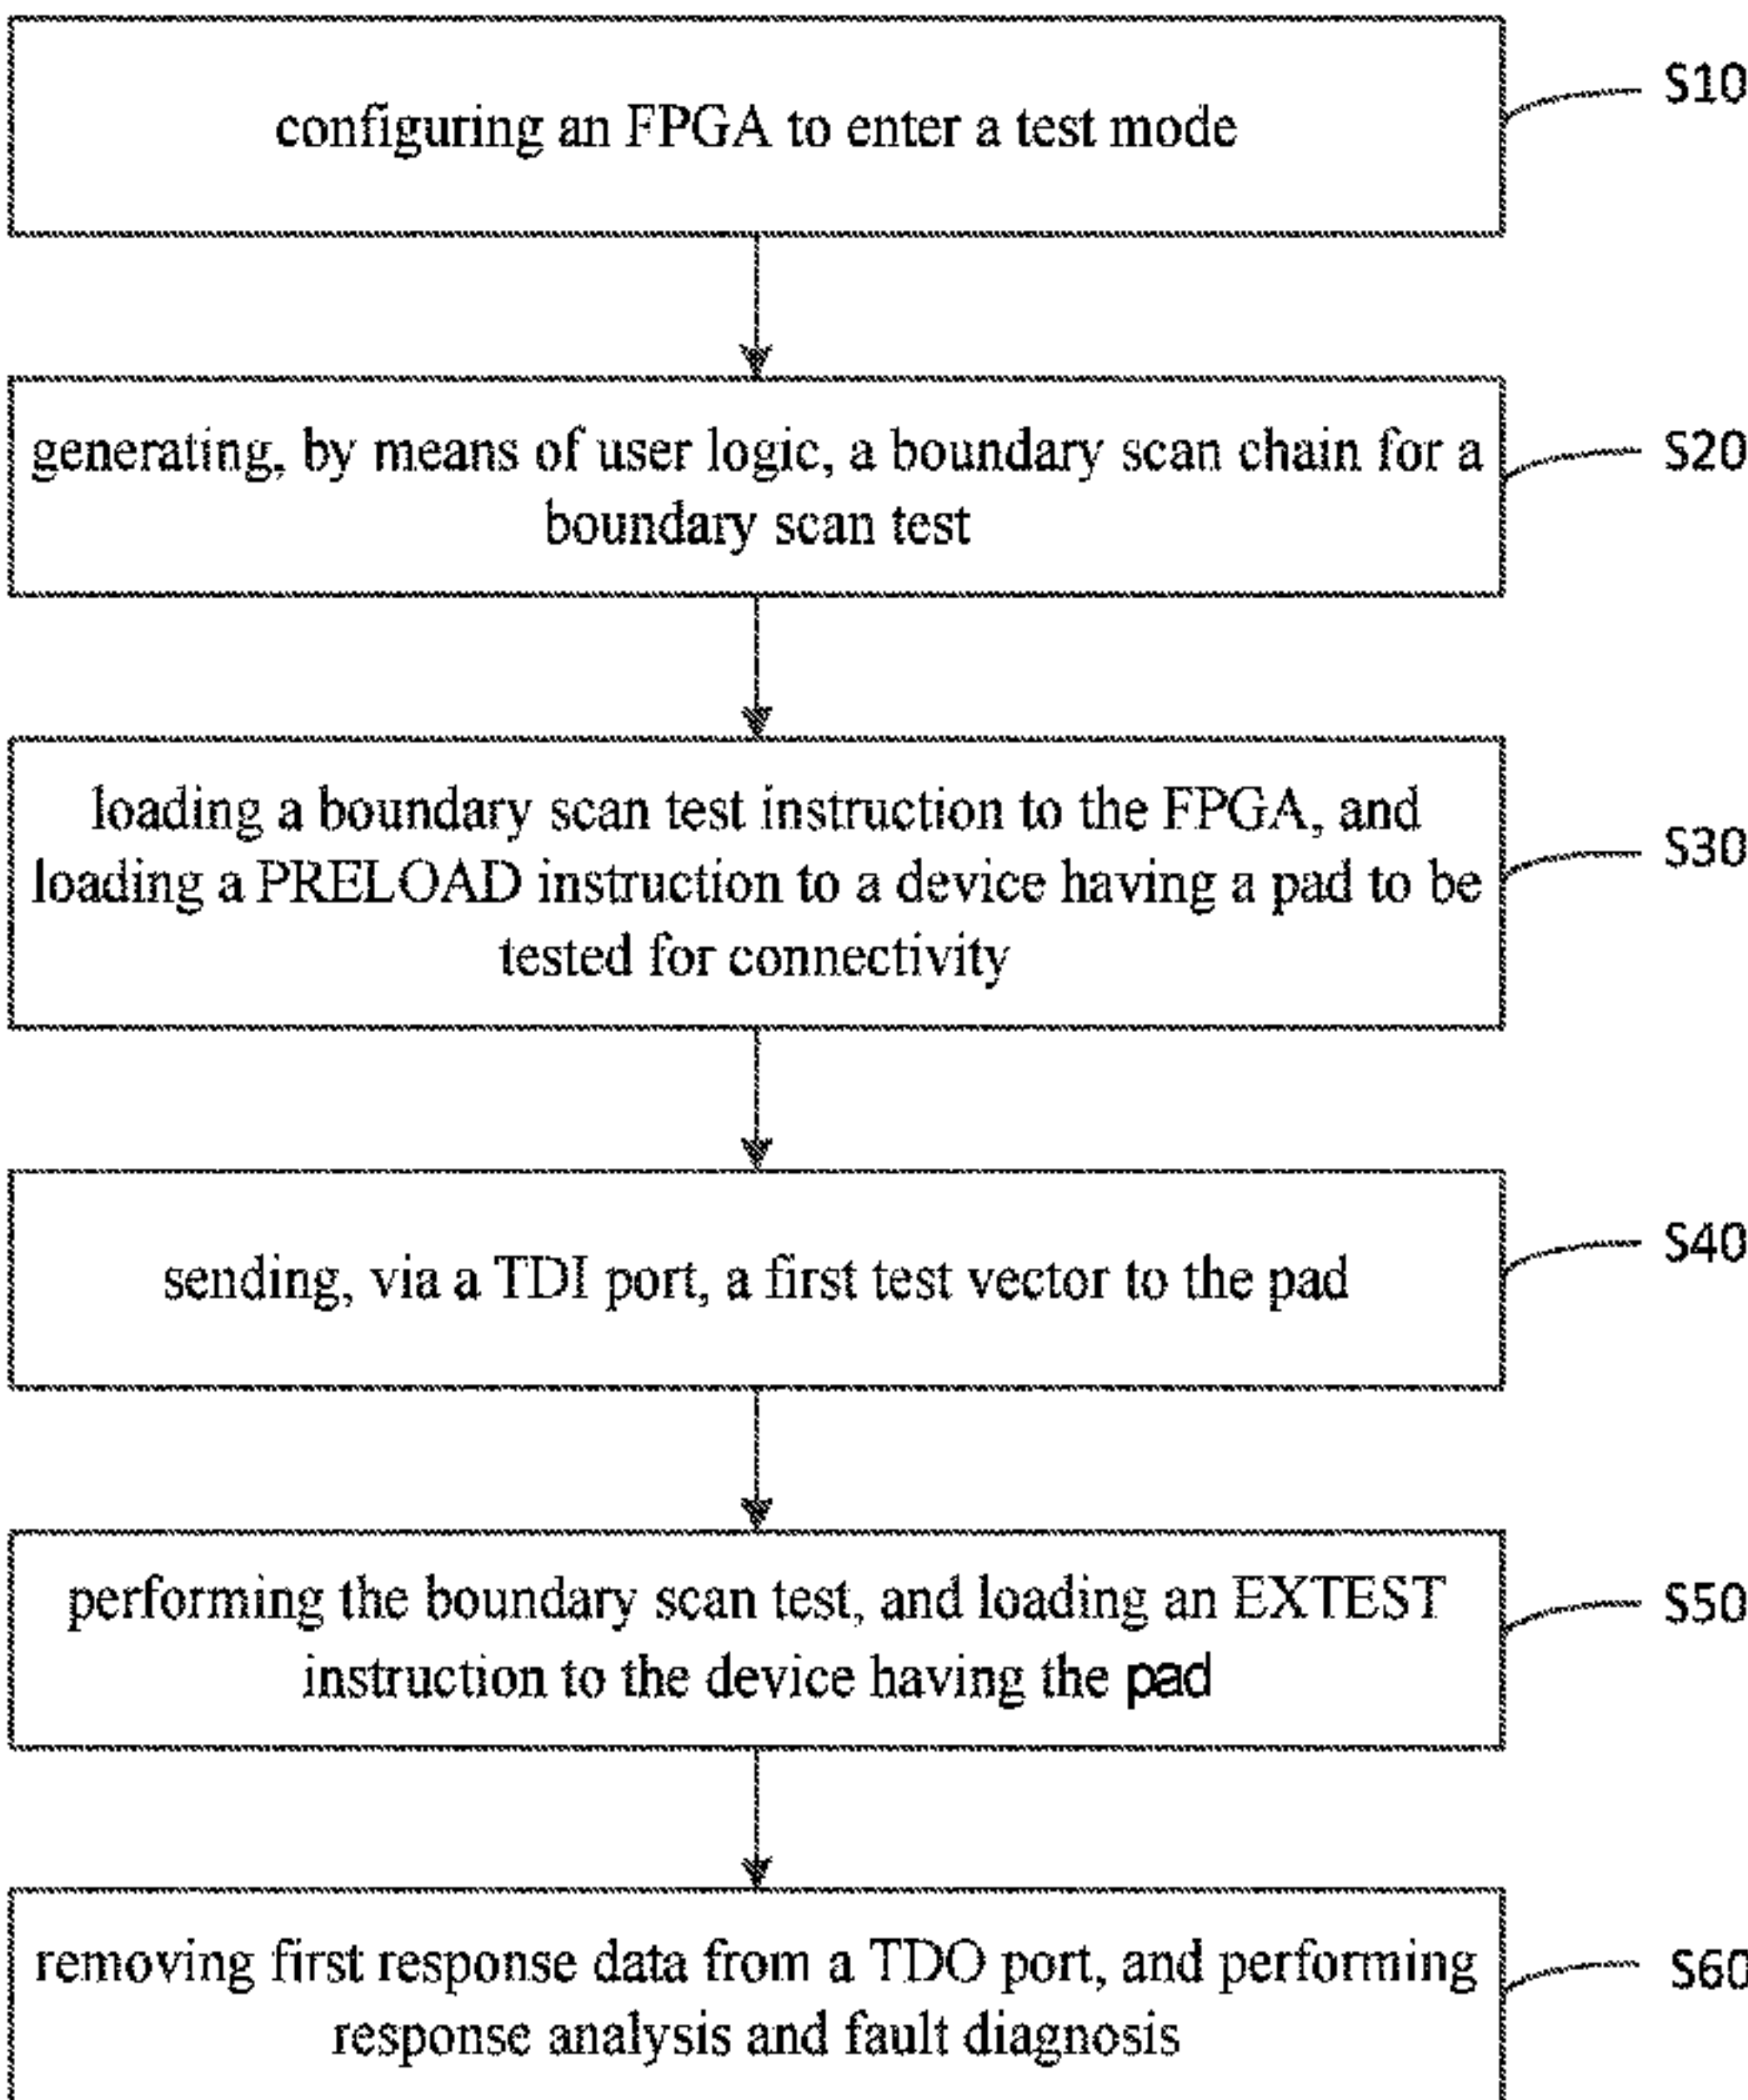 configuring an FPGA to enter a test mode
S10
generating, by means of user logic, a boundary scan chain for a
boundary scan test
S20
loading a boundary scan test instruction to the FPGA, and
loading a PRELOAD instruction to a device having a pad to be
tested for connectivity
S30
sending, via a TDI port, a first test vector to the pad
S40
performing the boundary scan test, and loading an EXTEST
instruction to the device having the pad
S50
removing first response data from a TDO port, and performing
response analysis and fault diagnosis
S60